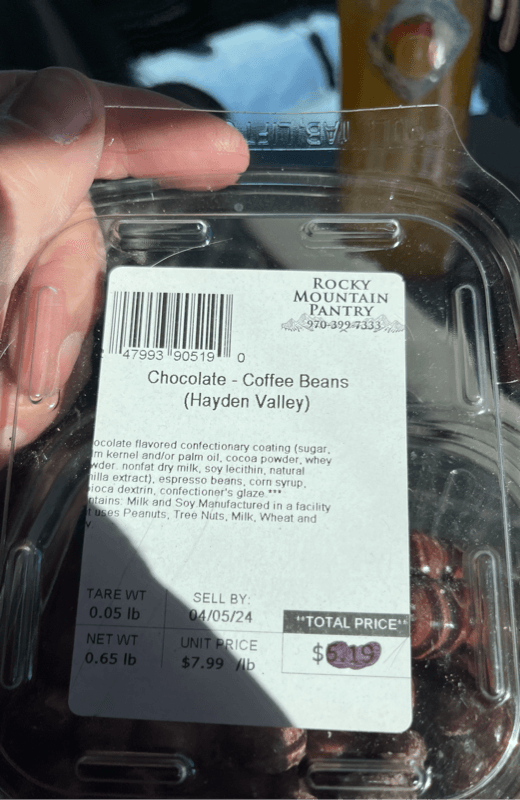 ROCKY
MOUNTAIN
PANTRY
970-399-7333
47993 90519 0
Chocolate - Coffee Beans
(Hayden Valley)
ocolate flavored confectionary coating (sugar,
rn kernel and/or palm oil, cocoa powder, whey
wder, nonfat dry milk, soy lecithin, natural
nilla extract), espresso beans, corn syrup,
ioca dextrin, confectioner's glaze.***
ntains: Milk and Soy Manufactured in a facility
t uses Peanuts, Tree Nuts, Milk, Wheat and
y.
TARE WT
0.05 lb
SELL BY:
04/05/24
NET WT
0.65 lb
UNIT PRICE
$7.99 /lb
**TOTAL PRICE**
$5.19